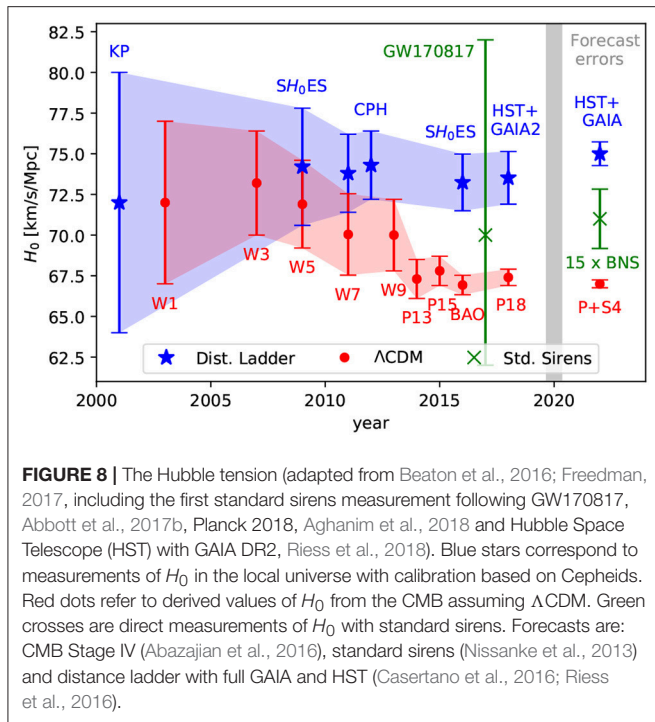 82.5
80.0
77.5
75.0
72.5
70.0
67.5
65.0
62.5
H₀ [km/s/Mpc]
KP
SH₀ES
CPH
GW170817
SH₀ES
HST+
GAIA2
Forecast
errors
HST+
GAIA
W1
W3
W5
W7
W9
P13
P15
BAO
P18
15 x BNS
P+S4
Dist. Ladder
ΛCDM
Std. Sirens
2000
2005
2010
2015
2020
year
FIGURE 8 | The Hubble tension (adapted from Beaton et al., 2016; Freedman,
2017, including the first standard sirens measurement following GW170817,
Abbott et al., 2017b, Planck 2018, Aghanim et al., 2018 and Hubble Space
Telescope (HST) with GAIA DR2, Riess et al., 2018). Blue stars correspond to
measurements of H₀ in the local universe with calibration based on Cepheids.
Red dots refer to derived values of H₀ from the CMB assuming ΛCDM. Green
crosses are direct measurements of H₀ with standard sirens. Forecasts are:
CMB Stage IV (Abazajian et al., 2016), standard sirens (Nissanke et al., 2013)
and distance ladder with full GAIA and HST (Casertano et al., 2016; Riess
et al., 2016).